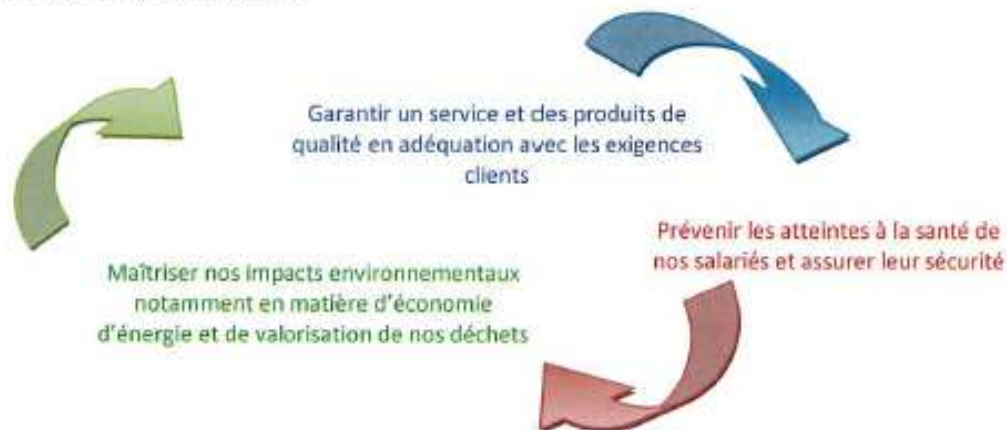 Garantir un service et des produits de
qualité en adéquation avec les exigences
clients
Prévenir les atteintes à la santé de
nos salariés et assurer leur sécurité
Maîtriser nos impacts environnementaux
notamment en matière d'économie
d'énergie et de valorisation de nos déchets